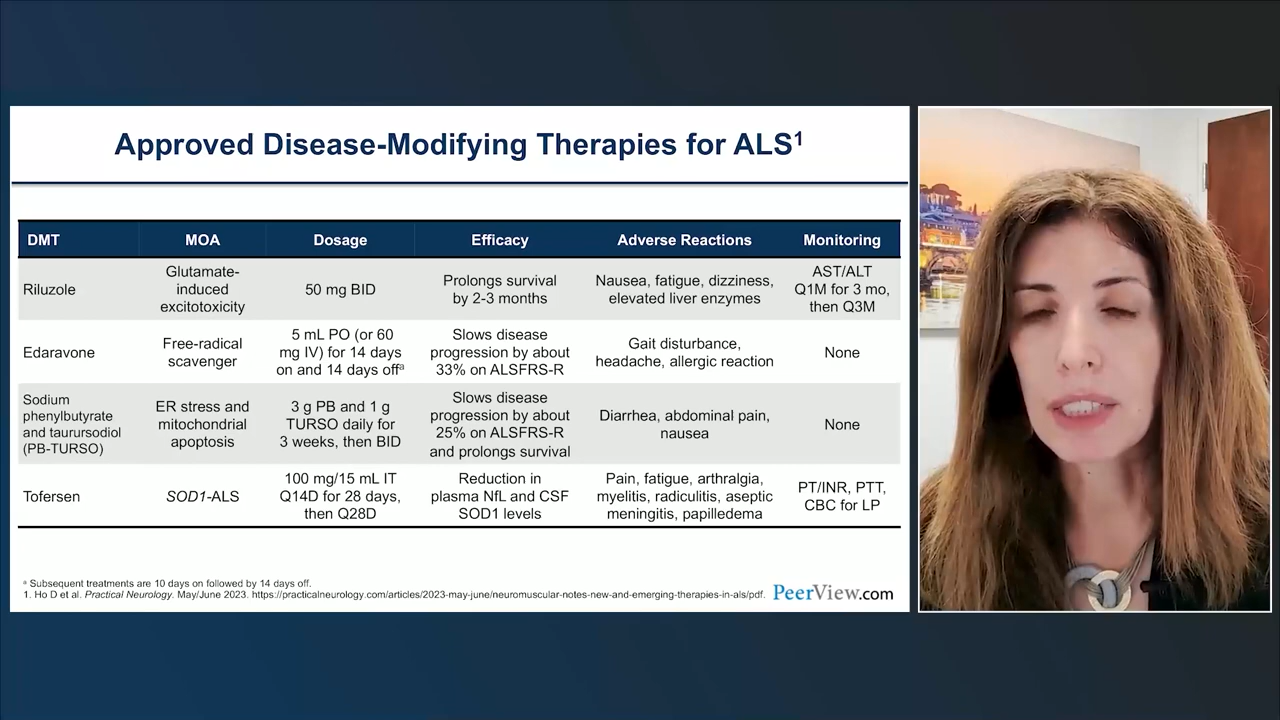 Approved Disease-Modifying Therapies for ALS1
DMT
MOA
Dosage
Efficacy
Adverse Reactions
Monitoring
Riluzole
Glutamate-
induced
excitotoxicity
50 mg BID
Prolongs survival
by 2-3 months
Nausea, fatigue, dizziness,
elevated liver enzymes
AST/ALT
Q1M for 3 mo,
then Q3M
Edaravone
Free-radical
scavenger
5 mL PO (or 60
mg IV) for 14 days
on and 14 days offa
Slows disease
progression by about
33% on ALSFRS-R
Gait disturbance,
headache, allergic reaction
None
Sodium
phenylbutyrate
and taurursodiol
(PB-TURSO)
ER stress and
mitochondrial
apoptosis
3 g PB and 1 g
TURSO daily for
3 weeks, then BID
Slows disease
progression by about
25% on ALSFRS-R
and prolongs survival
Diarrhea, abdominal pain,
nausea
None
Tofersen
SOD1-ALS
100 mg/15 mL IT
Q14D for 28 days,
then Q28D
Reduction in
plasma NfL and CSF
SOD1 levels
Pain, fatigue, arthralgia,
myelitis, radiculitis, aseptic
meningitis, papilledema
PT/INR, PTT,
CBC for LP
a Subsequent treatments are 10 days on followed by 14 days off.
1. Ho D et al. Practical Neurology. May/June 2023. https://practicalneurology.com/articles/2023-may-june/neuromuscular-notes-new-and-emerging-therapies-in-als/pdf.
PeerView.com